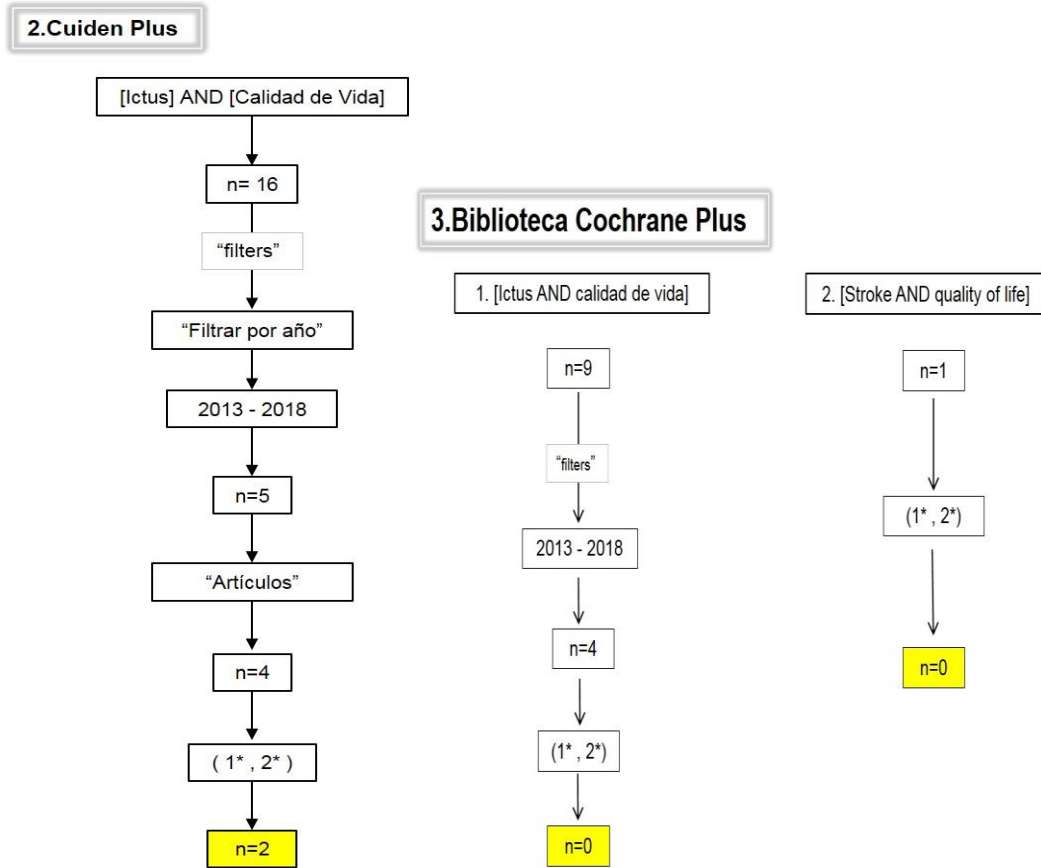 2.Cuiden Plus
[Ictus] AND [Calidad de Vida]
n= 16
“filters”
“Filtrar por año”
2013 - 2018
n=5
“Artículos”
n=4
( 1* , 2* )
n=2
3.Biblioteca Cochrane Plus
1. [Ictus AND calidad de vida]
n=9
“filters”
2013 - 2018
n=4
(1* , 2*)
n=0
2. [Stroke AND quality of life]
n=1
(1* , 2*)
n=0